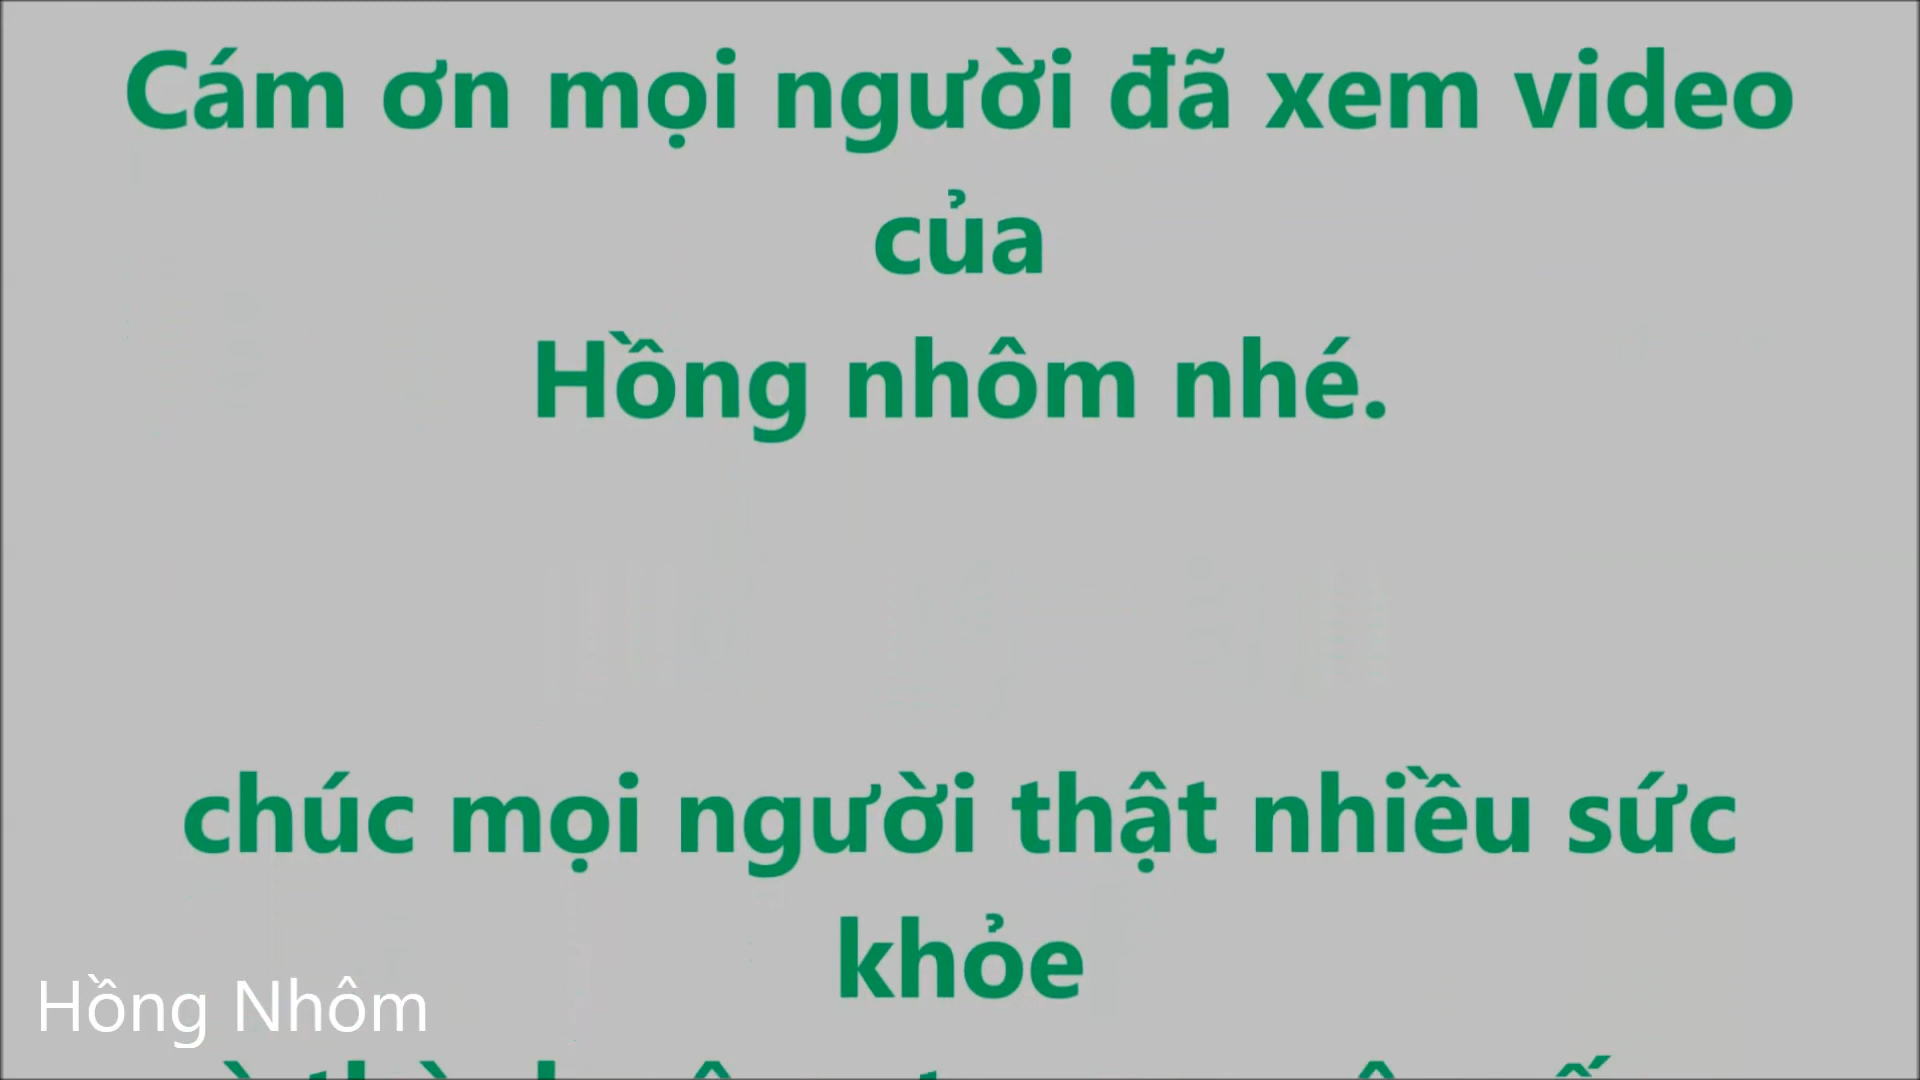 Cám ơn mọi người đã xem video
của
Hồng nhôm nhé.
chúc mọi người thật nhiều sức
khỏe
Hồng Nhôm